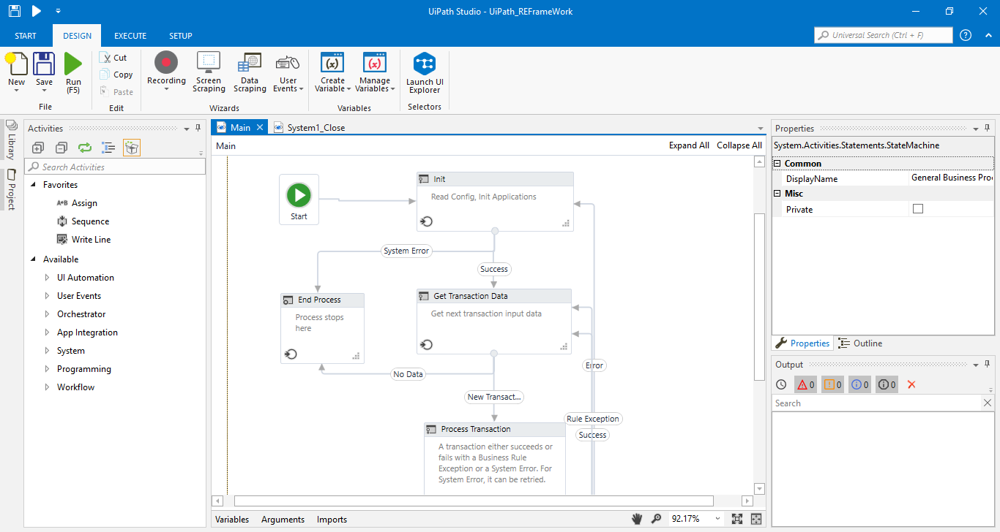 UiPath Studio - UiPath_REFrameWork
START
DESIGN
EXECUTE
SETUP
Universal Search (Ctrl + F)
New
Save
Run
(F5)
File
Cut
Copy
Paste
Edit
Recording
Screen
Scraping
Data
Scraping
User
Events
Wizards
Create
Variable
Manage
Variables
Variables
Launch UI
Explorer
Selectors
Library
Project
Activities
Search Activities
Favorites
A*B Assign
Sequence
Write Line
Available
UI Automation
User Events
Orchestrator
App Integration
System
Programming
Workflow
Main
System1_Close
Main
Expand All
Collapse All
Start
Init
Read Config, Init Applications
System Error
Success
End Process
Process stops
here
Get Transaction Data
Get next transaction input data
No Data
Error
New Transact...
Rule Exception
Success
Process Transaction
A transaction either succeeds or
fails with a Business Rule
Exception or a System Error. For
System Error, it can be retried.
Variables
Arguments
Imports
92.17%
Properties
System.Activities.Statements.StateMachine
Common
DisplayName
General Business Pro
Misc
Private
Properties
Outline
Output
0
0
0
0
Search